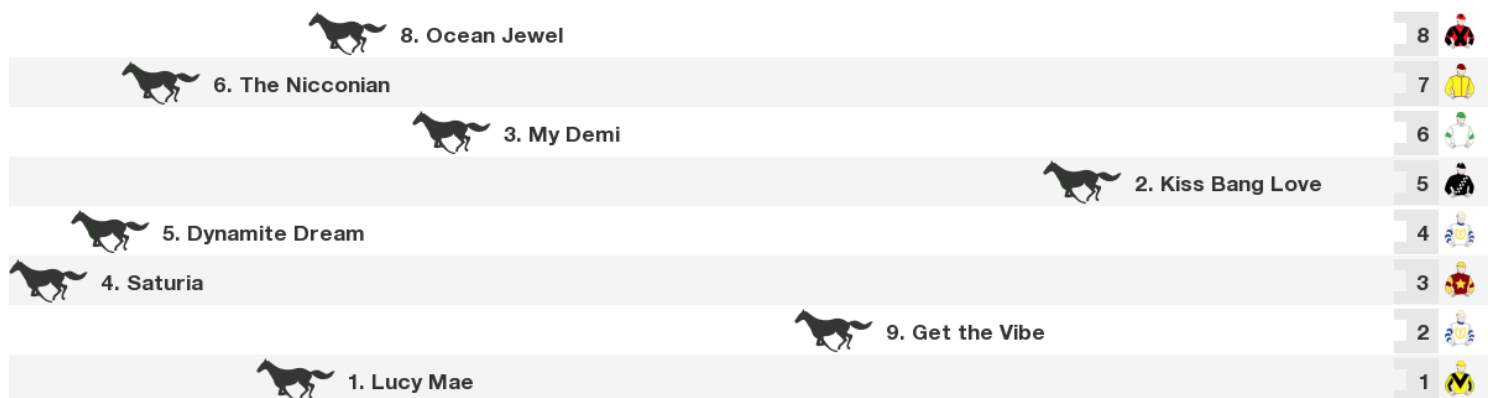 8. Ocean Jewel 8
6. The Nicconian 7
3. My Demi 6
2. Kiss Bang Love 5
5. Dynamite Dream 4
4. Saturia 3
9. Get the Vibe 2
1. Lucy Mae 1